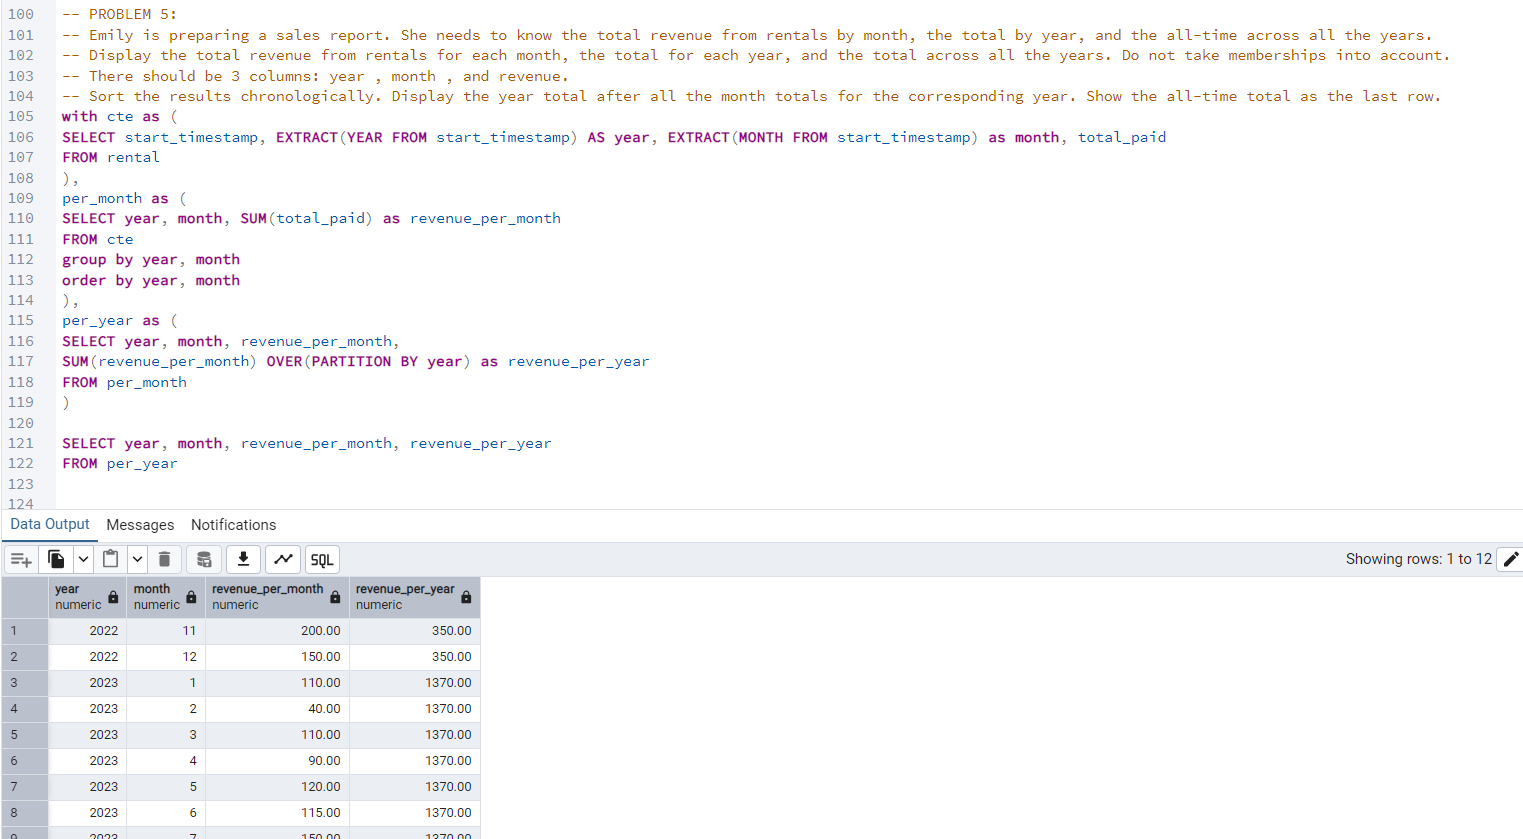 100 -- PROBLEM 5:
101 -- Emily is preparing a sales report. She needs to know the total revenue from rentals by month, the total by year, and the all-time across all the years.
102 -- Display the total revenue from rentals for each month, the total for each year, and the total across all the years. Do not take memberships into account.
103 -- There should be 3 columns: year , month , and revenue.
104 -- Sort the results chronologically. Display the year total after all the month totals for the corresponding year. Show the all-time total as the last row.
105 with cte as (
106 SELECT start_timestamp, EXTRACT(YEAR FROM start_timestamp) AS year, EXTRACT(MONTH FROM start_timestamp) as month, total_paid
107 FROM rental
108 ),
109 per_month as (
110 SELECT year, month, SUM(total_paid) as revenue_per_month
111 FROM cte
112 group by year, month
113 order by year, month
114 ),
115 per_year as (
116 SELECT year, month, revenue_per_month,
117 SUM(revenue_per_month) OVER(PARTITION BY year) as revenue_per_year
118 FROM per_month
119 )
120
121 SELECT year, month, revenue_per_month, revenue_per_year
122 FROM per_year
123
124
Data Output Messages Notifications
SQL Showing rows: 1 to 12
year month revenue_per_month revenue_per_year
numeric numeric numeric numeric
1 2022 11 200.00 350.00
2 2022 12 150.00 350.00
3 2023 1 110.00 1370.00
4 2023 2 40.00 1370.00
5 2023 3 110.00 1370.00
6 2023 4 90.00 1370.00
7 2023 5 120.00 1370.00
8 2023 6 115.00 1370.00
9 2023 7 150.00 1370.00